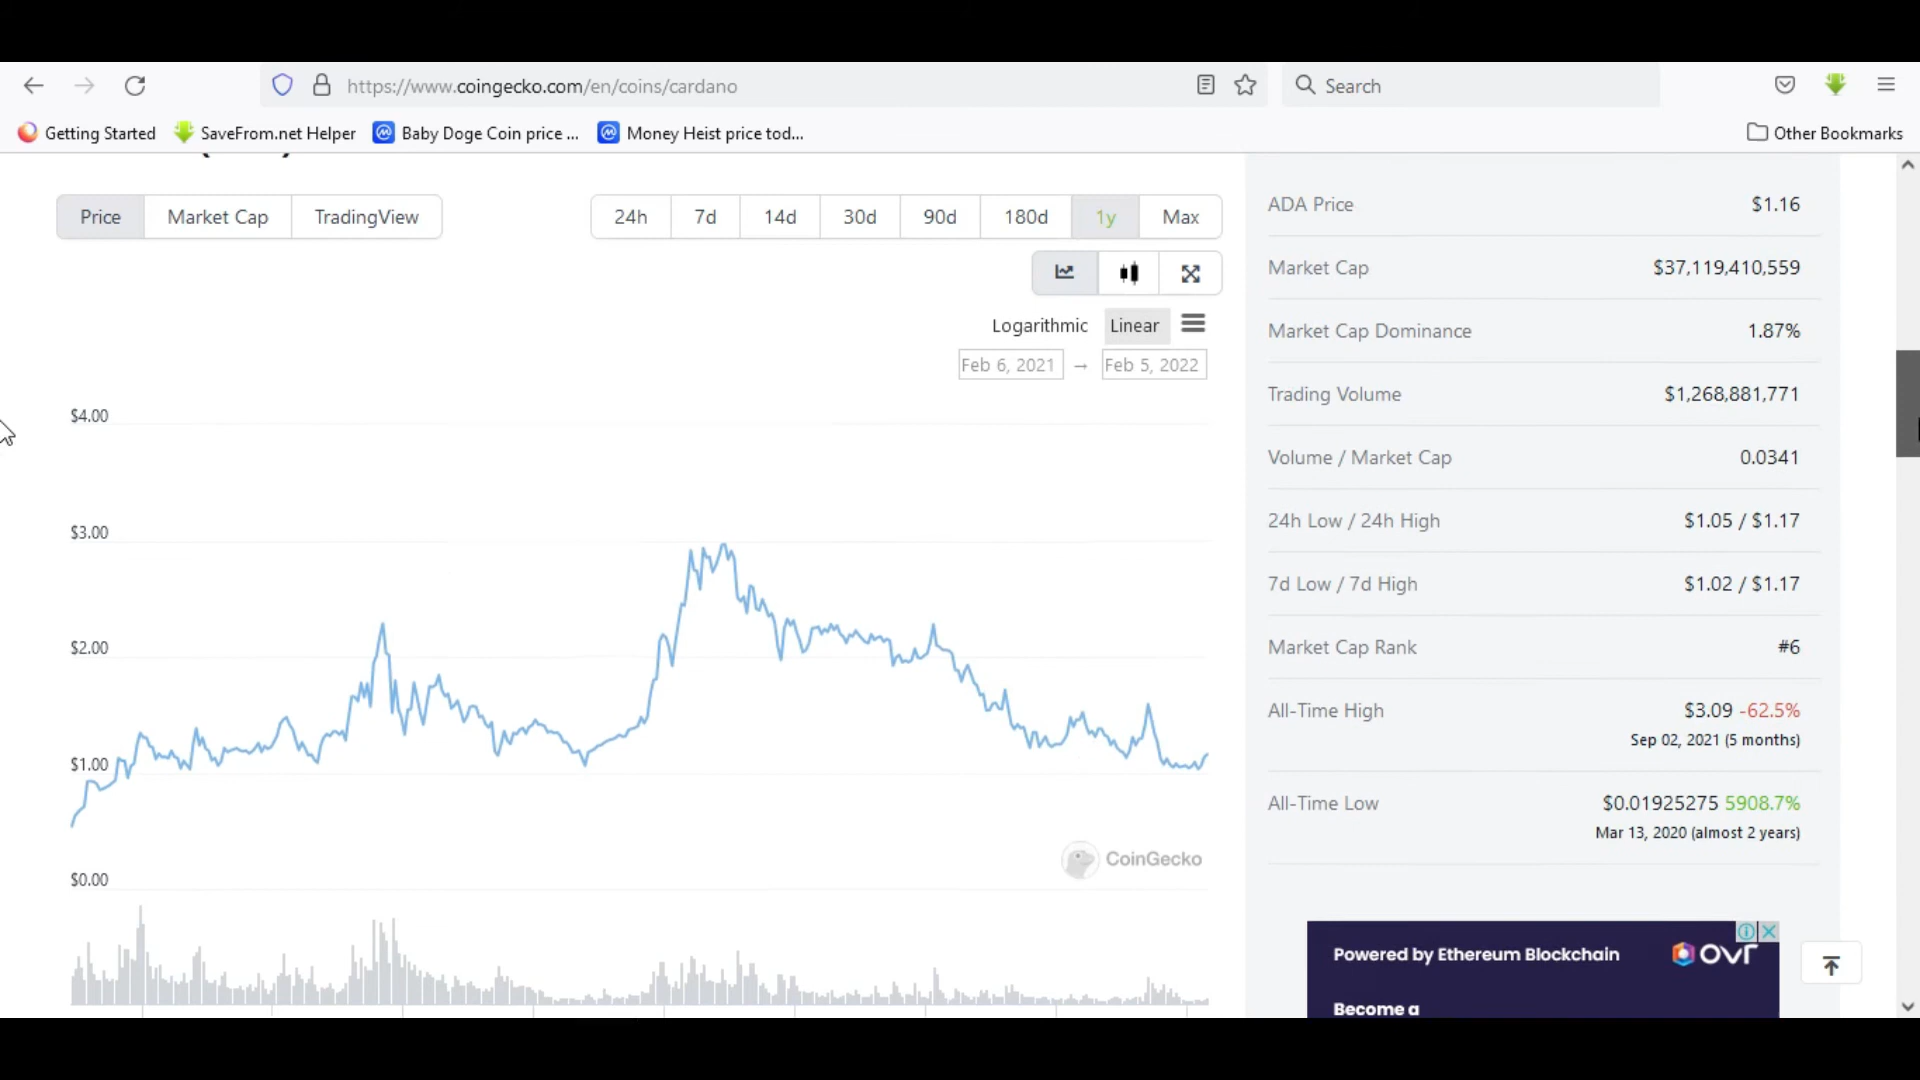 https://www.coingecko.com/en/coins/cardano
Search
Getting Started
SaveFrom.net Helper
Baby Doge Coin price ...
Money Heist price tod...
Other Bookmarks
Price
Market Cap
TradingView
24h
7d
14d
30d
90d
180d
1y
Max
Logarithmic
Linear
Feb 6, 2021 → Feb 5, 2022
$4.00
$3.00
$2.00
$1.00
$0.00
CoinGecko
ADA Price $1.16
Market Cap $37,119,410,559
Market Cap Dominance 1.87%
Trading Volume $1,268,881,771
Volume / Market Cap 0.0341
24h Low / 24h High $1.05 / $1.17
7d Low / 7d High $1.02 / $1.17
Market Cap Rank #6
All-Time High $3.09 -62.5%
Sep 02, 2021 (5 months)
All-Time Low $0.01925275 5908.7%
Mar 13, 2020 (almost 2 years)
Powered by Ethereum Blockchain
ovr
Become a